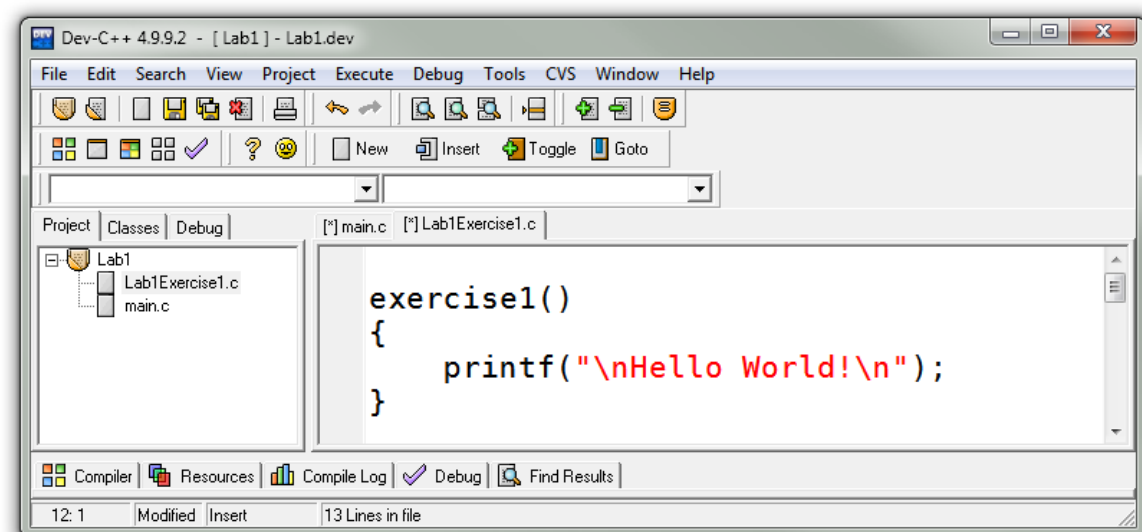 Dev-C++ 4.9.9.2 - [ Lab1 ] - Lab1.dev
File Edit Search View Project Execute Debug Tools CVS Window Help
New Insert Toggle Goto
Project Classes Debug
[*] main.c [*] Lab1Exercise1.c
Lab1
Lab1Exercise1.c
main.c
exercise1()
{
printf("\nHello World!\n");
}
Compiler Resources Compile Log Debug Find Results
12: 1 Modified Insert 13 Lines in file